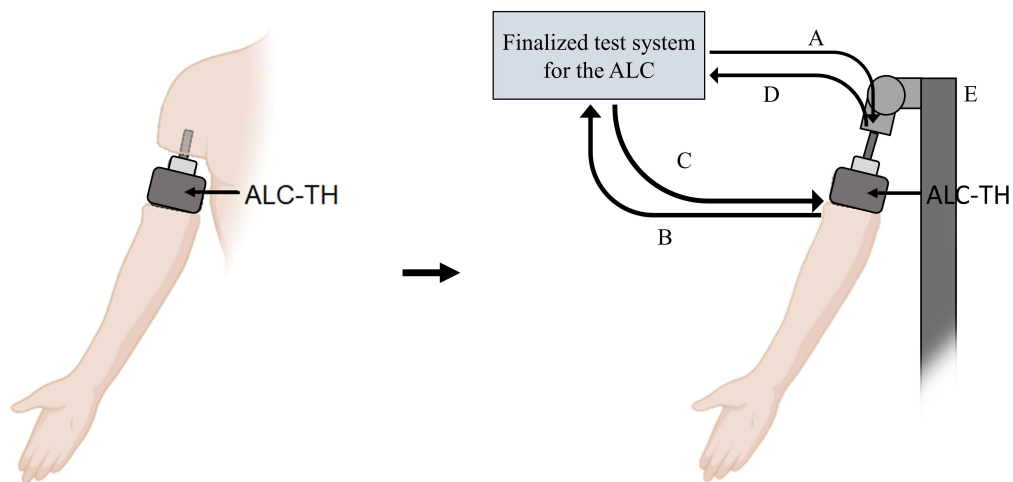 ALC-TH
Finalized test system
for the ALC
A
D
E
C
B
ALC-TH